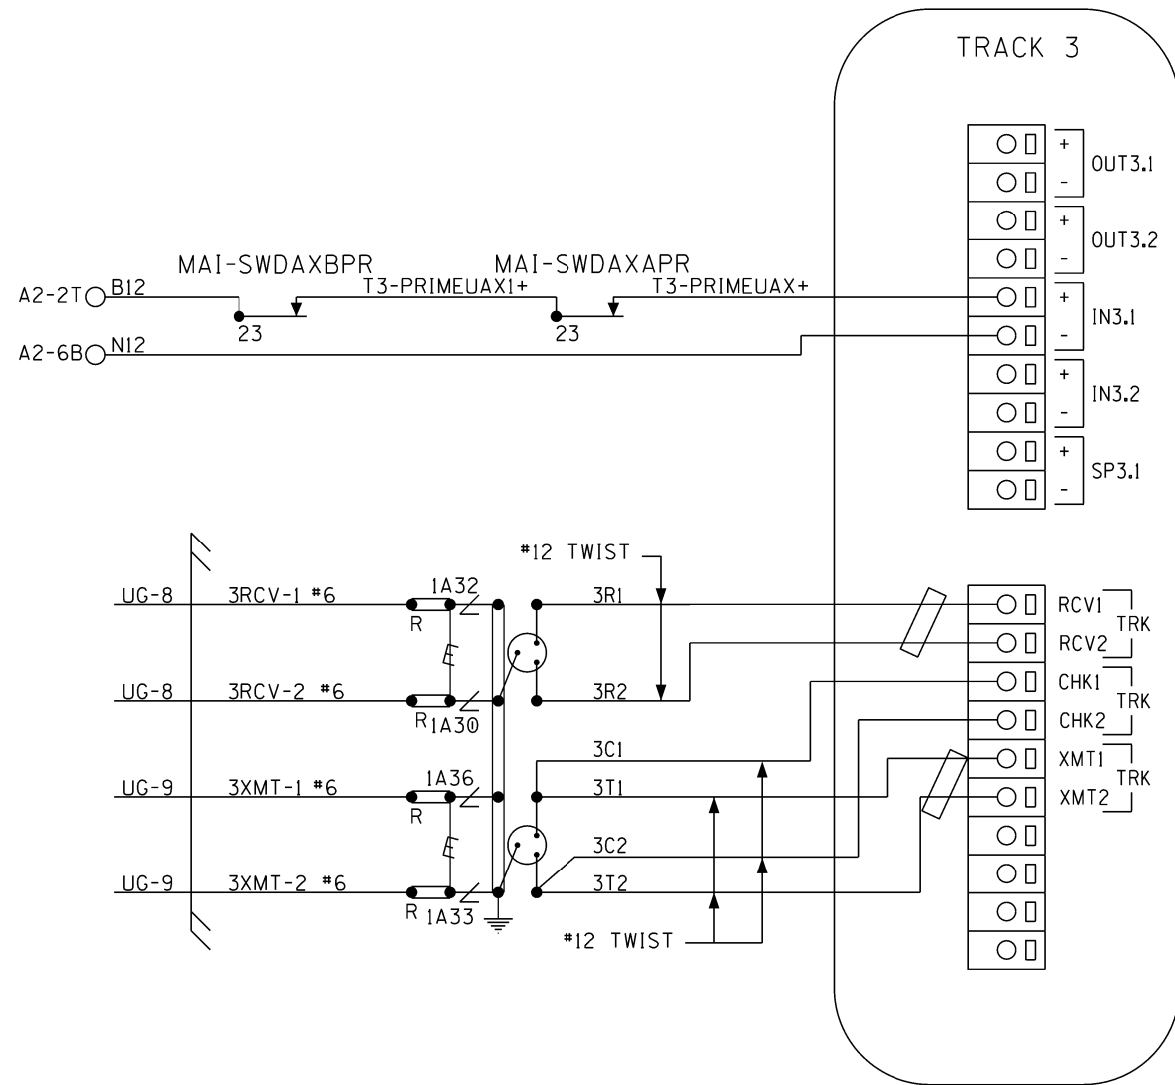 TRACK 3
+
OUT3.1
-
+
OUT3.2
-
MAI-SWDAXBPR MAI-SWDAXAPR
A2-2T B12 T3-PRIMEUAX1+ T3-PRIMEUAX+
+
23 23
IN3.1
A2-6B N12
-
+
IN3.2
-
+
SP3.1
-
#12 TWIST
UG-8 3RCV-1 #6 1A32 3R1 RCV1
R
TRK
E
RCV2
UG-8 3RCV-2 #6 3R2 CHK1
R 1A30
TRK
CHK2
3C1
XMT1
UG-9 3XMT-1 #6 1A36 3T1
TRK
R
XMT2
E
3C2
UG-9 3XMT-2 #6 3T2
R 1A33
#12 TWIST